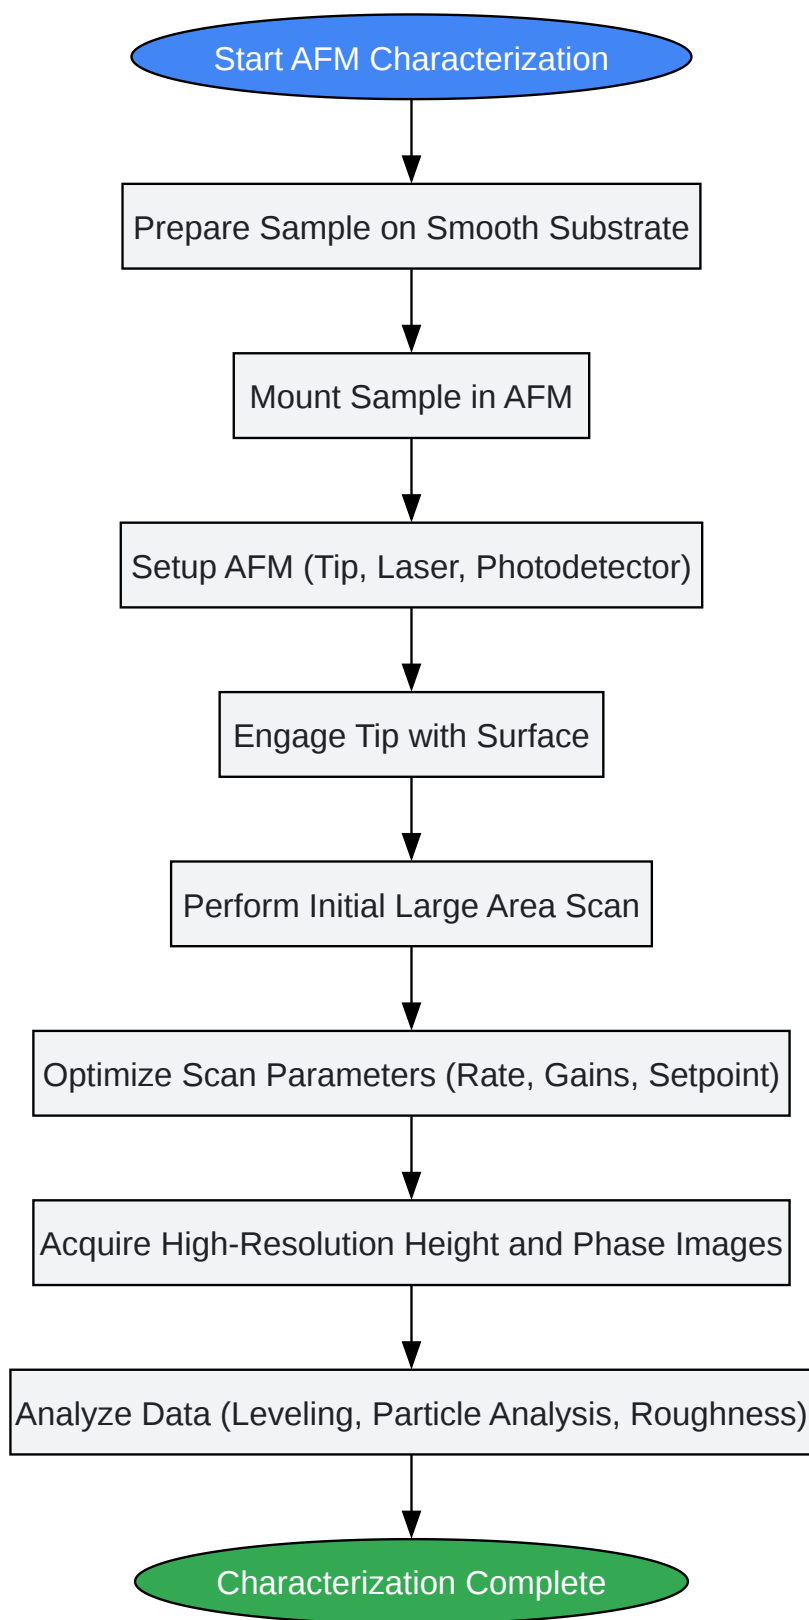 Start AFM Characterization
Prepare Sample on Smooth Substrate
Mount Sample in AFM
Setup AFM (Tip, Laser, Photodetector)
Engage Tip with Surface
Perform Initial Large Area Scan
Optimize Scan Parameters (Rate, Gains, Setpoint)
Acquire High-Resolution Height and Phase Images
Analyze Data (Leveling, Particle Analysis, Roughness)
Characterization Complete